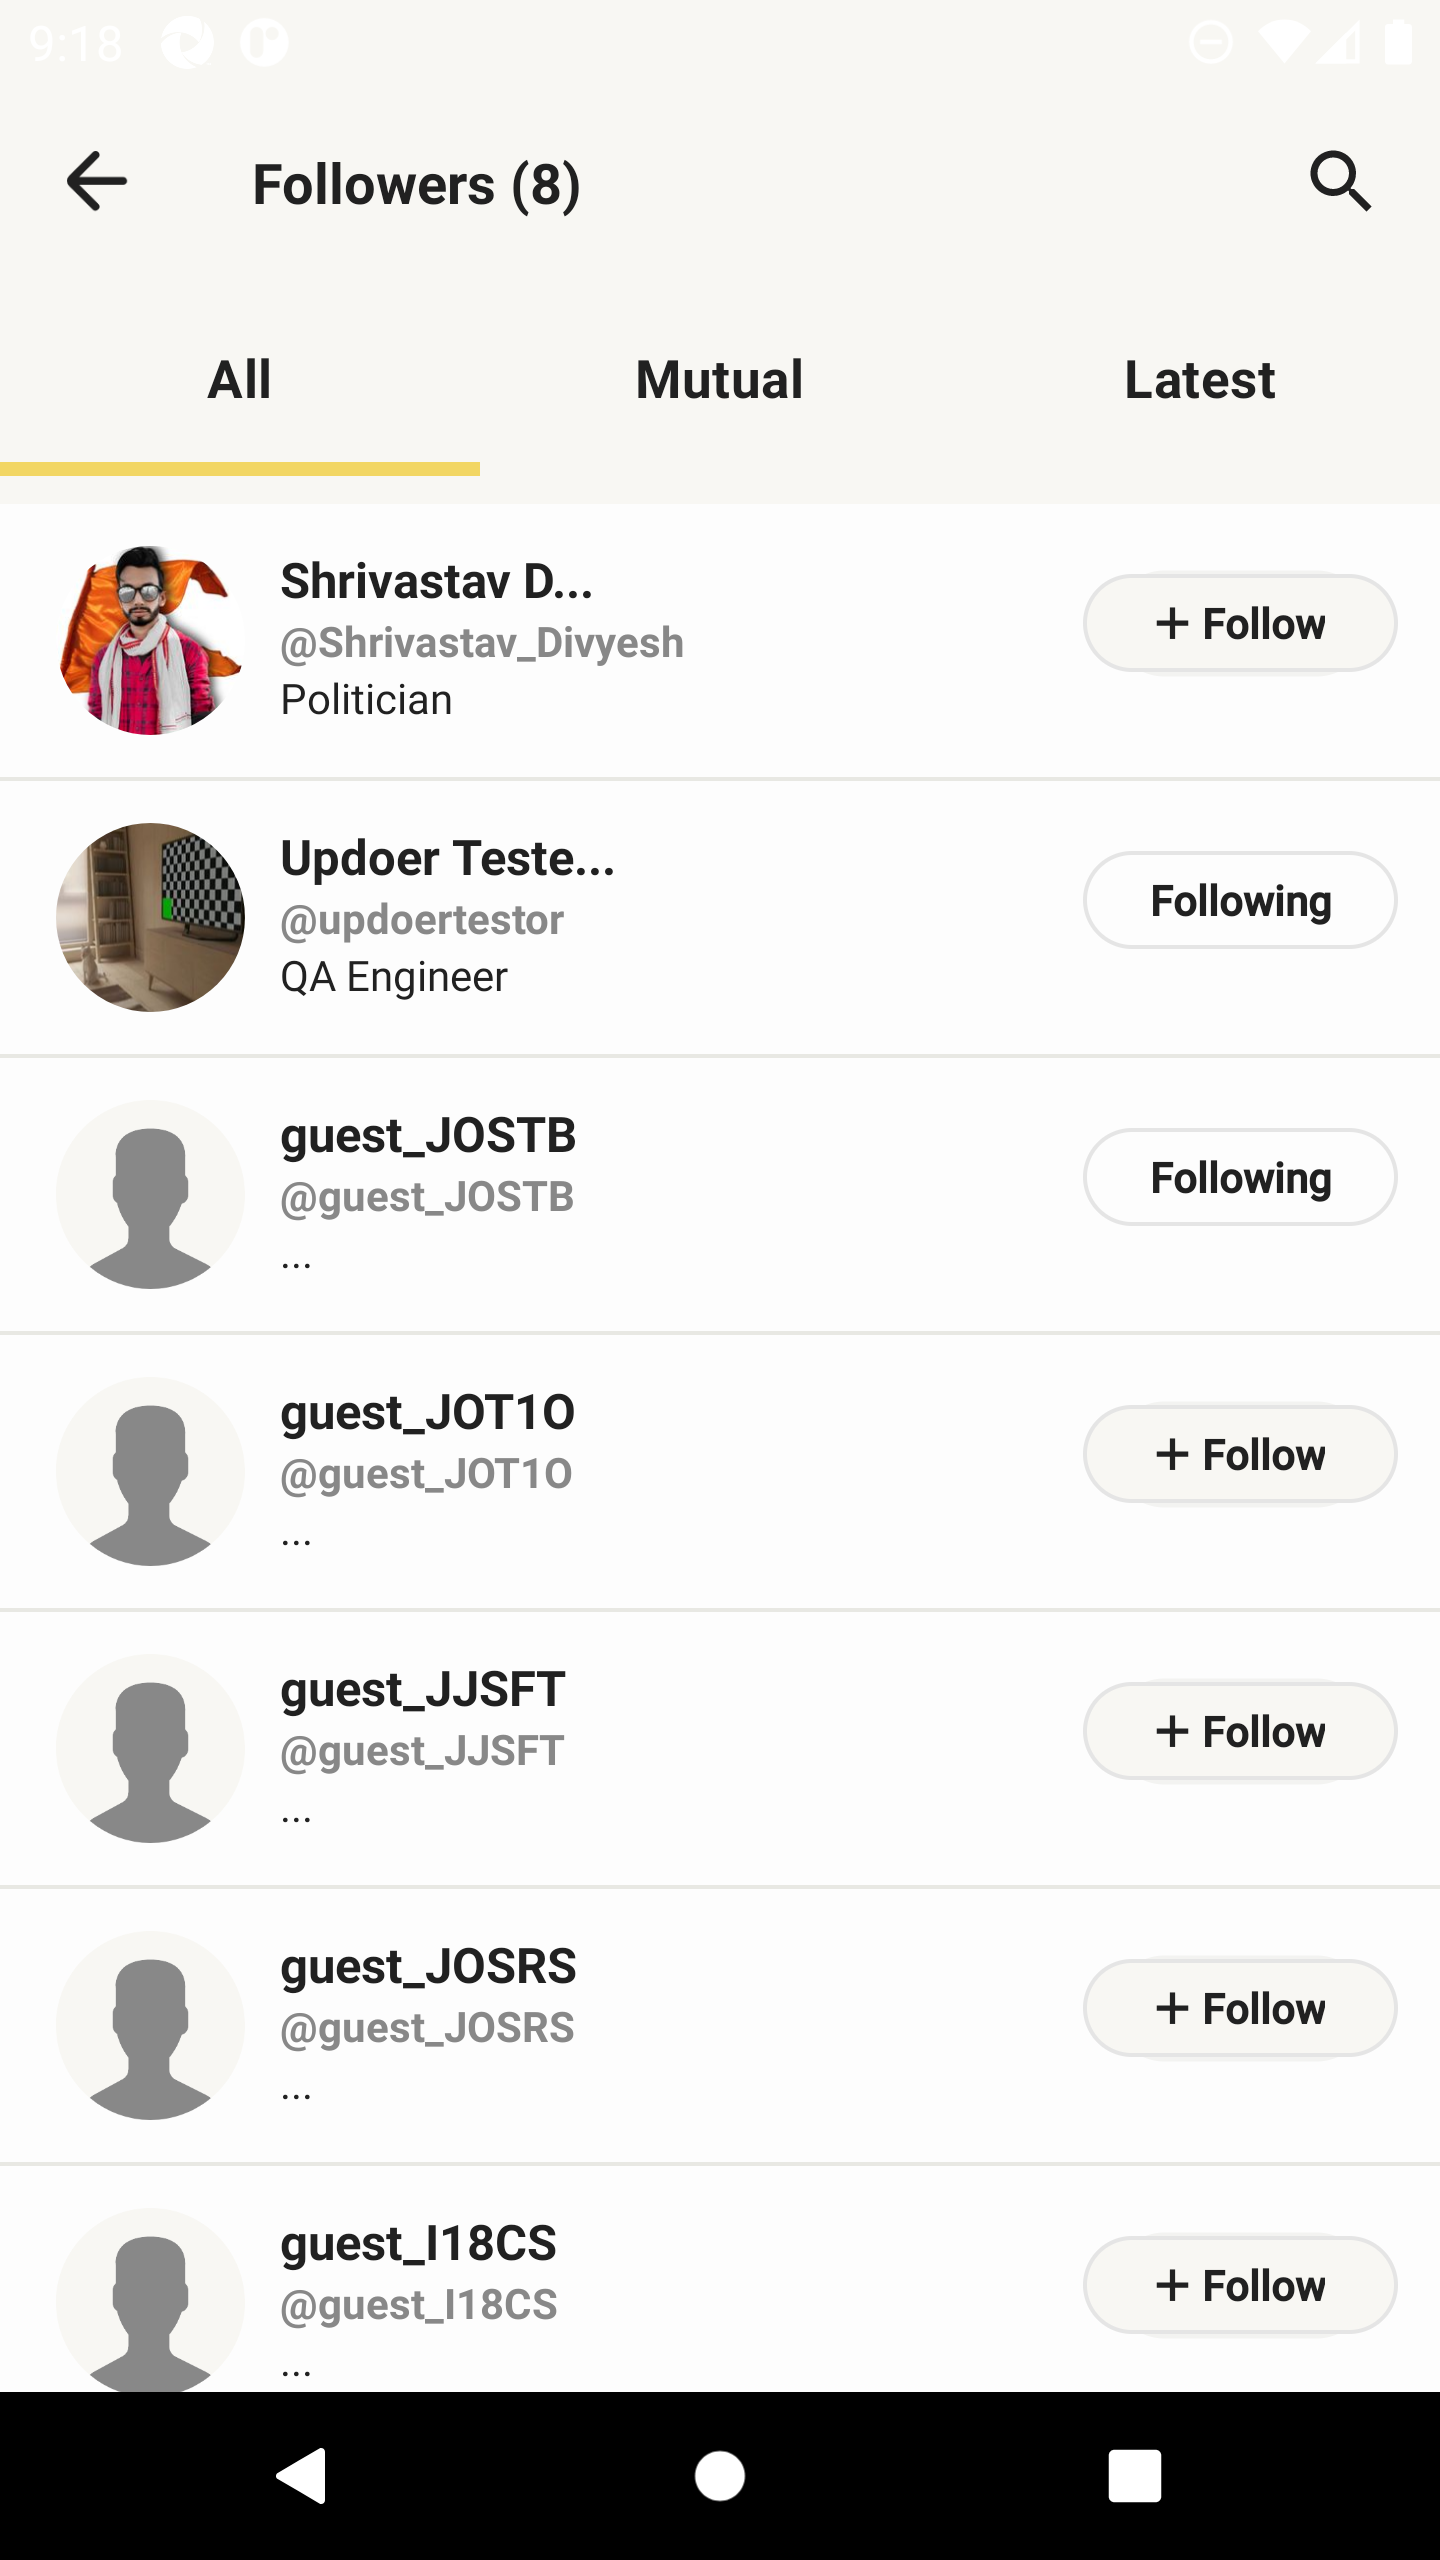 9:18
Followers (8)
All
Mutual
Latest
Shrivastav D...
@Shrivastav_Divyesh
Politician
+ Follow
Updoer Teste...
@updoertestor
QA Engineer
Following
guest_JOSTB
@guest_JOSTB
...
Following
guest_JOT1O
@guest_JOT1O
...
+ Follow
guest_JJSFT
@guest_JJSFT
...
+ Follow
guest_JOSRS
@guest_JOSRS
...
+ Follow
guest_I18CS
@guest_I18CS
...
+ Follow